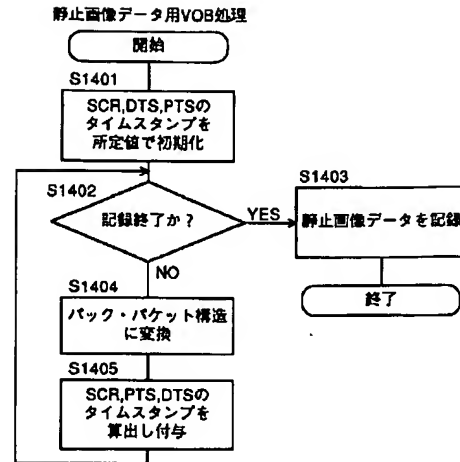 静止画像データ用VOB処理
開始
S1401
SCR,DTS,PTSの
タイムスタンプを
所定値で初期化
S1402
記録終了か？
YES
S1403
静止画像データを記録
終了
NO
S1404
パック・パケット構造
に変換
S1405
SCR,PTS,DTSの
タイムスタンプを
算出し付与